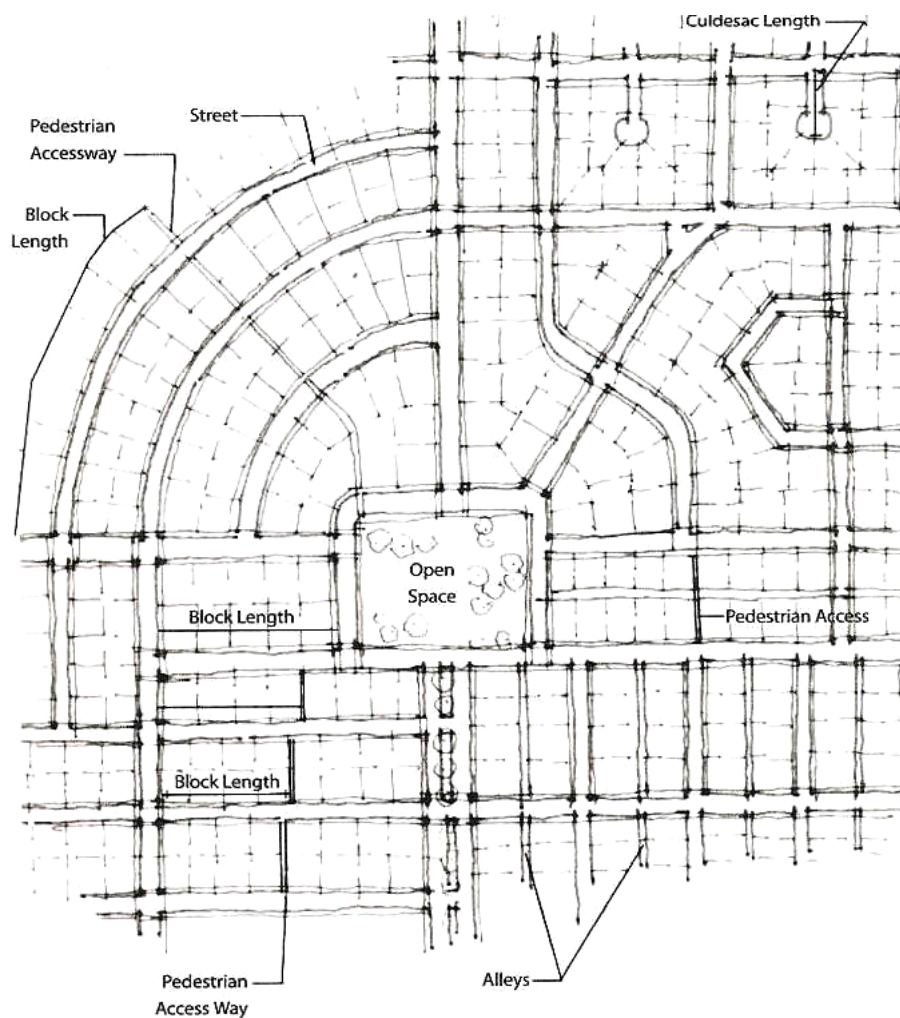 Culdesac Length
Street
Pedestrian
Accessway
Block
Length
Open
Space
Block Length
Pedestrian Access
Block Length
Alleys
Pedestrian
Access Way